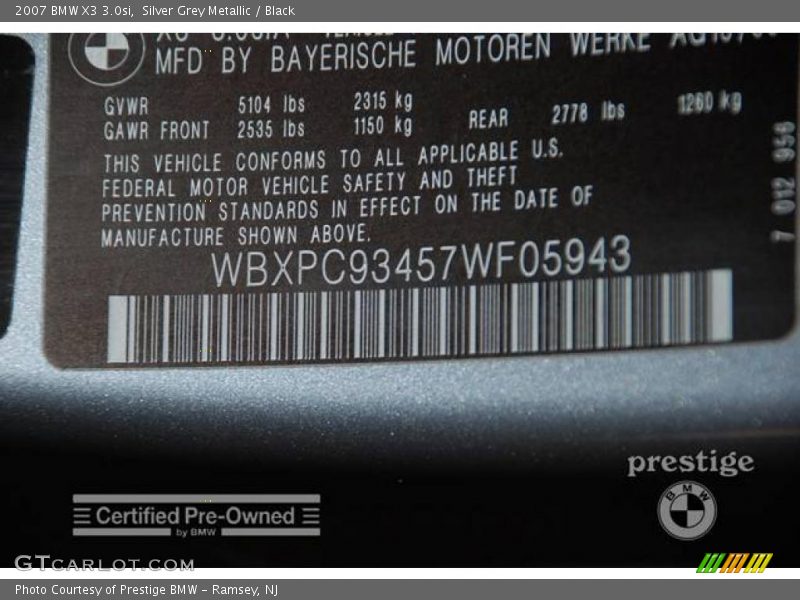 2007 BMW X3 3.0si, Silver Grey Metallic / Black
MFD BY BAYERISCHE MOTOREN WERKE
GVWR 5104 lbs 2315 kg
GAWR FRONT 2535 lbs 1150 kg REAR 2778 lbs 1260 kg
THIS VEHICLE CONFORMS TO ALL APPLICABLE U.S.
FEDERAL MOTOR VEHICLE SAFETY AND THEFT
PREVENTION STANDARDS IN EFFECT ON THE DATE OF
MANUFACTURE SHOWN ABOVE.
WBXPC93457WF05943
7 012 958
prestige
BMW
Certified Pre-Owned
by BMW
GTCARLOT.COM
Photo Courtesy of Prestige BMW - Ramsey, NJ